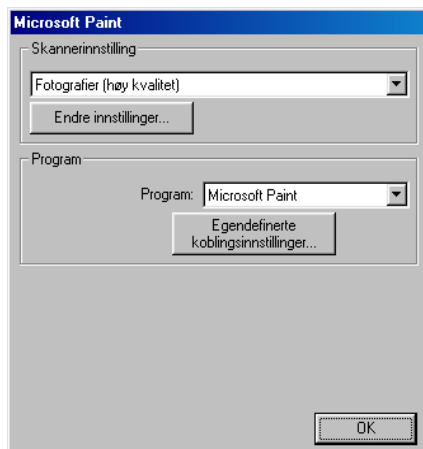 Microsoft Paint
Skannerinnstilling
Fotografier (høy kvalitet)
Endre innstillinger...
Program
Program: Microsoft Paint
Egendefinerte
koblingsinnstillinger...
OK